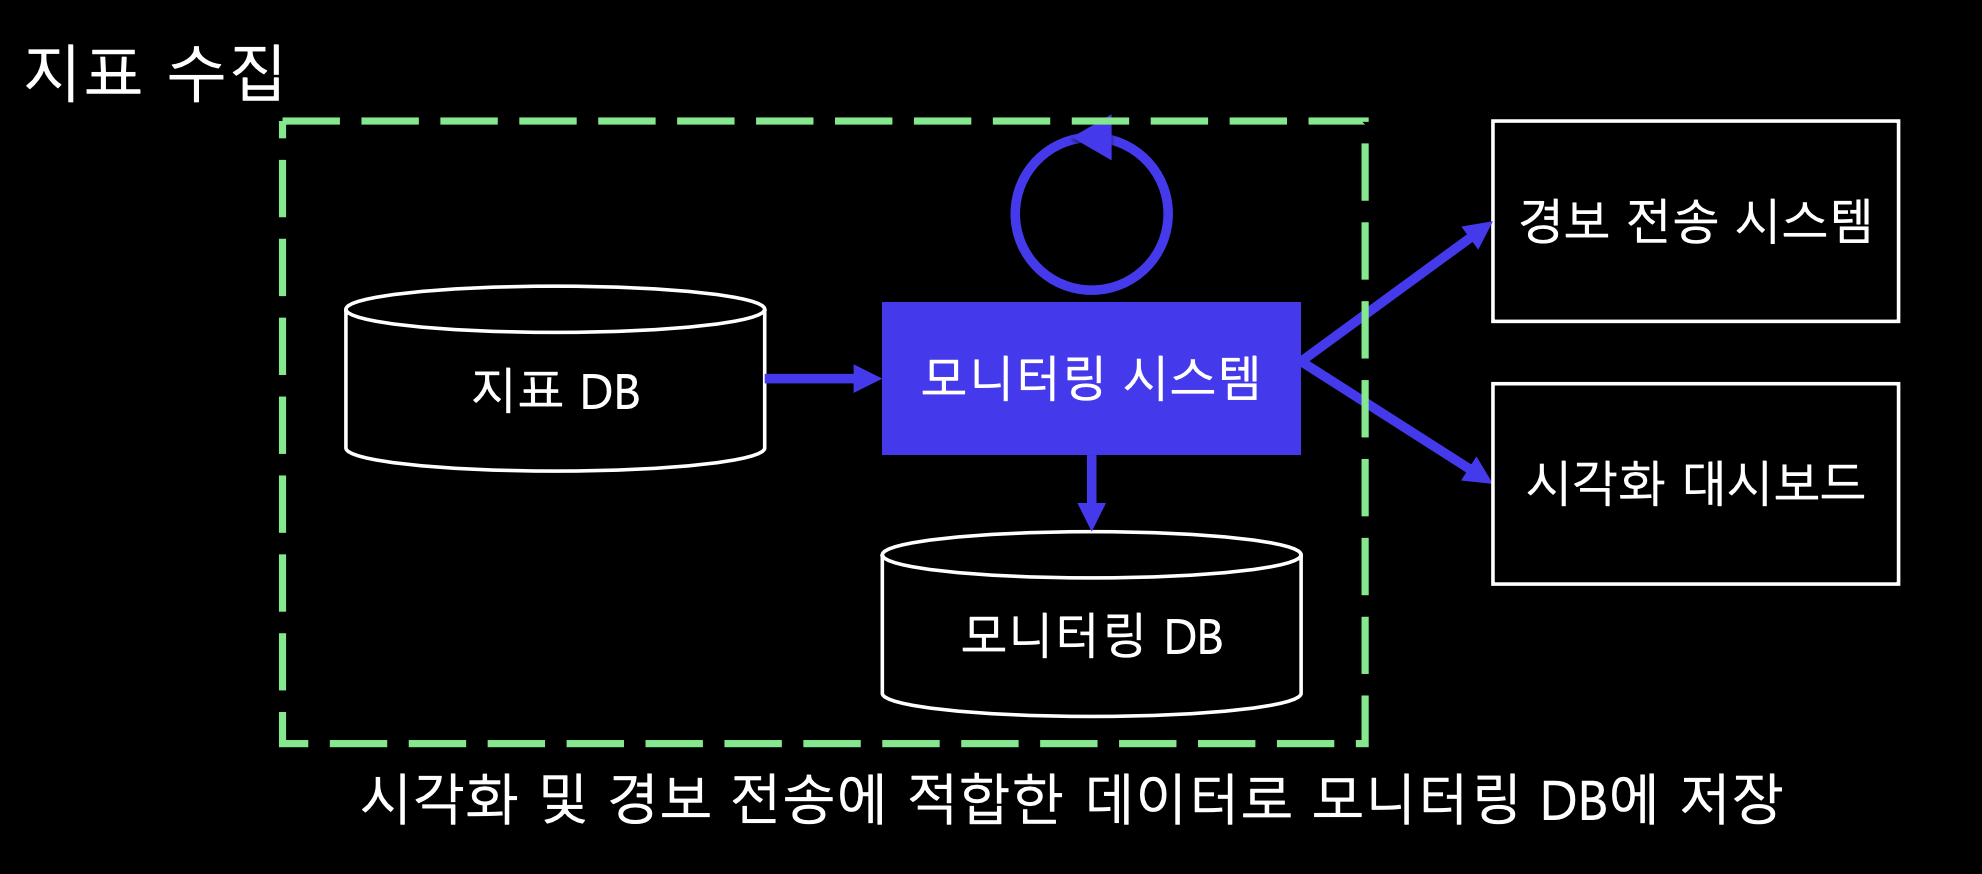 지표 수집
경보 전송 시스템
지표 DB
모니터링 시스템
시각화 대시보드
모니터링 DB
시각화 및 경보 전송에 적합한 데이터로 모니터링 DB에 저장